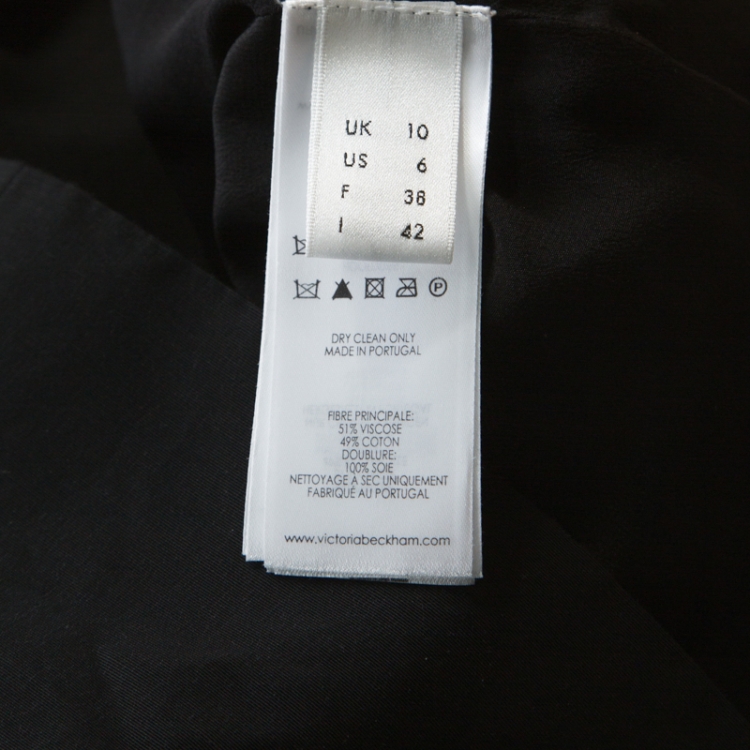 UK 10
US 6
F 38
I 42
P
DRY CLEAN ONLY
MADE IN PORTUGAL
FIBRE PRINCIPALE:
51% VISCOSE
49% COTON
DOUBLURE:
100% SOIE
NETTOYAGE A SEC UNIQUEMENT
FABRIQUÉ AU PORTUGAL
www.victoriabeckham.com